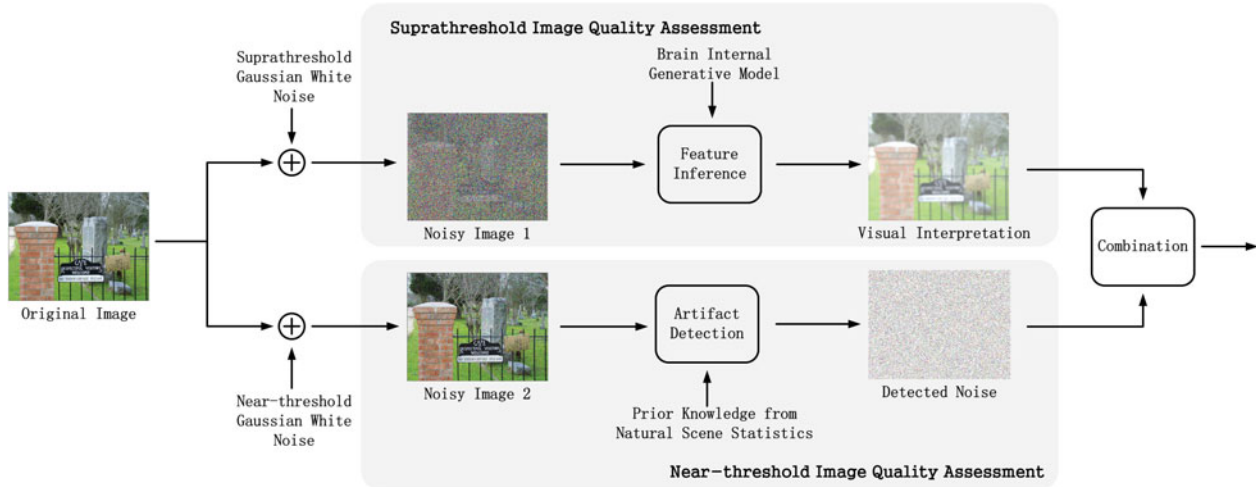 Suprathreshold Image Quality Assessment
Suprathreshold
Gaussian White
Noise
Brain Internal
Generative Model
Feature
Inference
Noisy Image 1
Visual Interpretation
Original Image
Combination
Artifact
Detection
Noisy Image 2
Detected Noise
Near-threshold
Gaussian White
Noise
Prior Knowledge from
Natural Scene Statistics
Near-threshold Image Quality Assessment